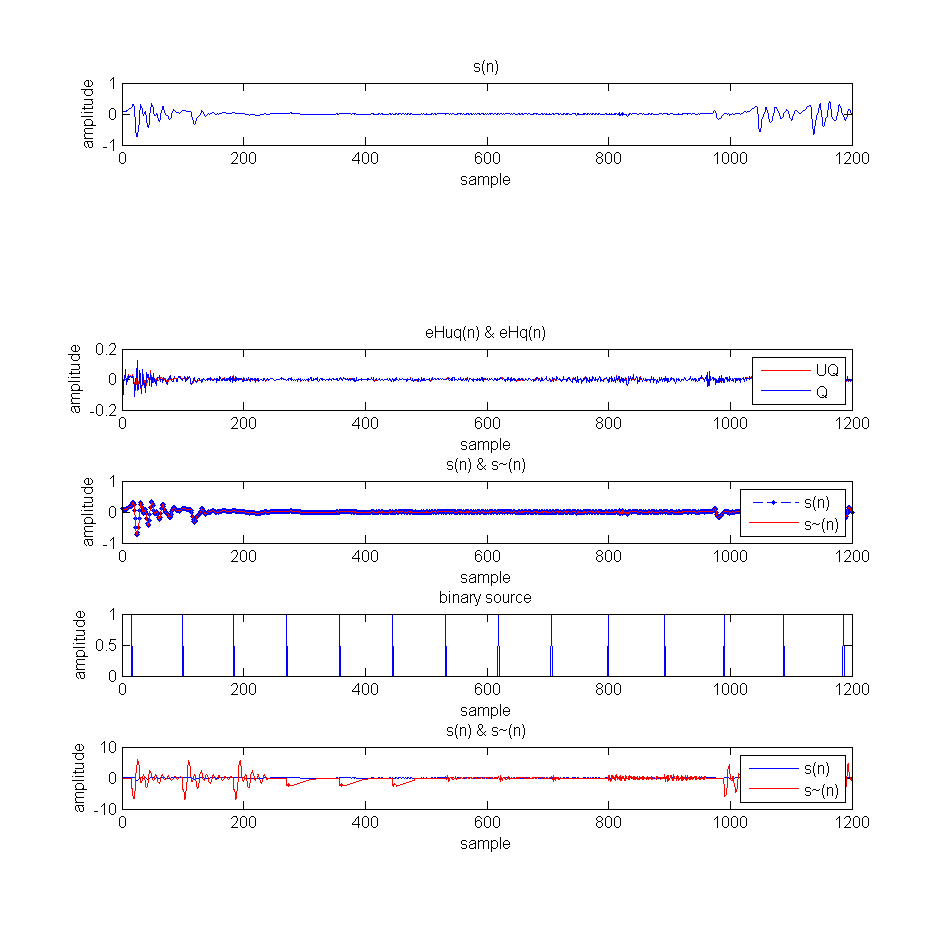 s(n)
amplitude
1
0
-1
0 200 400 600 800 1000 1200
sample
eHuq(n) & eHq(n)
amplitude
0.2
0
-0.2
UQ
Q
0 200 400 600 800 1000 1200
sample
s(n) & s~(n)
amplitude
1
0
-1
s(n)
s~(n)
0 200 400 600 800 1000 1200
sample
binary source
amplitude
1
0.5
0
0 200 400 600 800 1000 1200
sample
s(n) & s~(n)
amplitude
10
0
-10
s(n)
s~(n)
0 200 400 600 800 1000 1200
sample